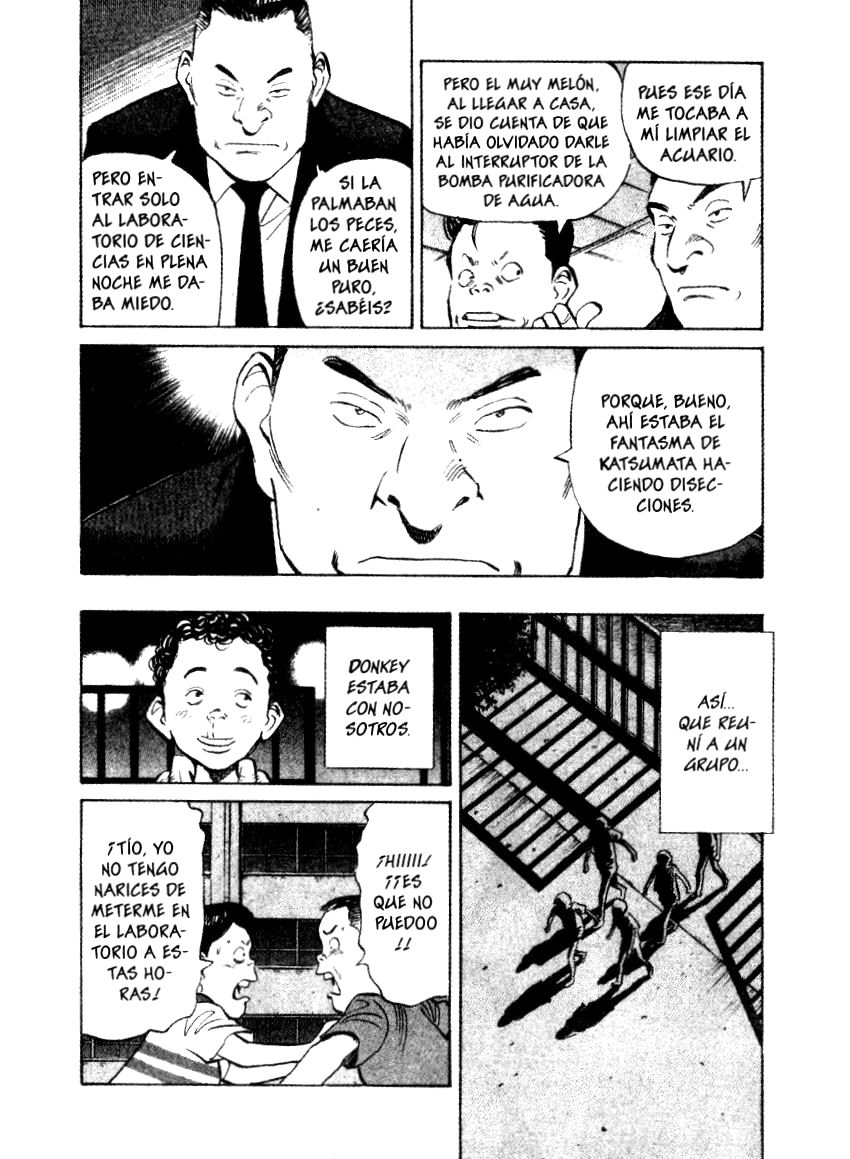 PUES ESE DÍA
ME TOCABA A
MÍ LIMPIAR EL
ACUARIO.
PERO EL MUY MELÓN,
AL LLEGAR A CASA,
SE DIO CUENTA DE QUE
HABÍA OLVIDADO DARLE
AL INTERRUPTOR DE LA
BOMBA PURIFICADORA
DE AGUA.
SI LA
PALMABAN
LOS PECES,
ME CAERÍA
UN BUEN
PURO,
¿SABÉIS?
PERO EN-
TRAR SOLO
AL LABORA-
TORIO DE CIEN-
CIAS EN PLENA
NOCHE ME DA-
BA MIEDO.
PORQUE, BUENO,
AHÍ ESTABA EL
FANTASMA DE
KATSUMATA HA-
CIENDO DISEC-
CIONES.
ASÍ...
QUE REU-
NÍ A UN
GRUPO...
DONKEY
ESTABA
CON NO-
SOTROS.
¡HIIIII!
¡¡ES
QUE NO
PUEDOO
!!
¡TÍO, YO
NO TENGO
NARICES DE
METERME EN
EL LABORA-
TORIO A ES-
TAS HO-
RAS!